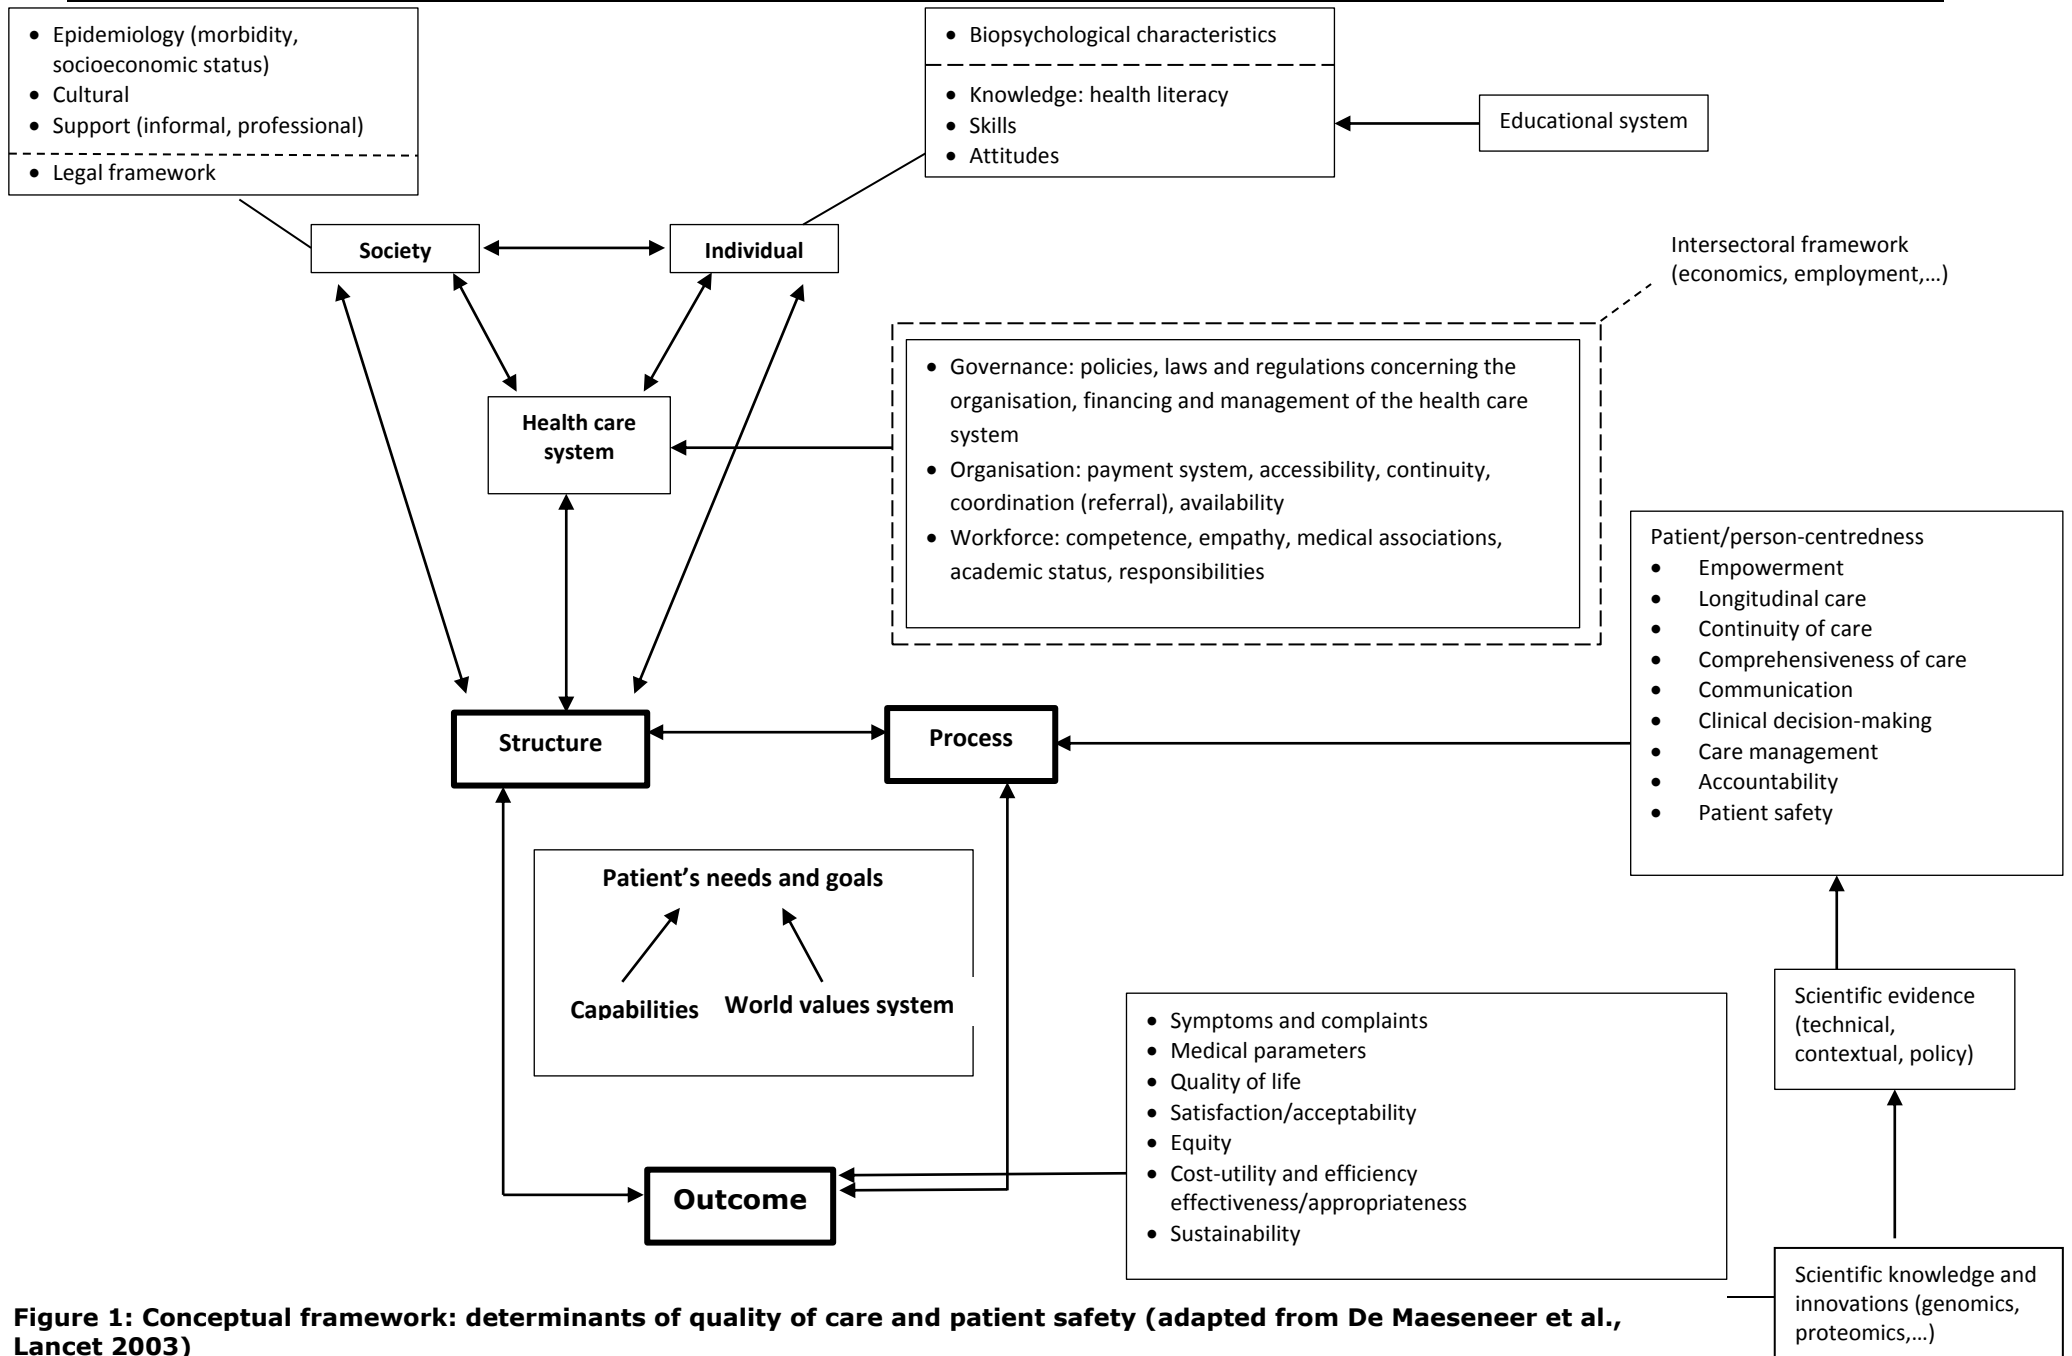 • Epidemiology (morbidity,
socioeconomic status)
• Cultural
• Support (informal, professional)
• Legal framework
• Biopsychological characteristics
• Knowledge: health literacy
• Skills
• Attitudes
Educational system
Society
Individual
Intersectoral framework
(economics, employment,…)
Health care
system
• Governance: policies, laws and regulations concerning the
organisation, financing and management of the health care
system
• Organisation: payment system, accessibility, continuity,
coordination (referral), availability
• Workforce: competence, empathy, medical associations,
academic status, responsibilities
Patient/person-centredness
• Empowerment
• Longitudinal care
• Continuity of care
• Comprehensiveness of care
• Communication
• Clinical decision-making
• Care management
• Accountability
• Patient safety
Structure
Process
Patient’s needs and goals
Capabilities
World values system
Scientific evidence
(technical,
contextual, policy)
• Symptoms and complaints
• Medical parameters
• Quality of life
• Satisfaction/acceptability
• Equity
• Cost-utility and efficiency
effectiveness/appropriateness
• Sustainability
Outcome
Scientific knowledge and
innovations (genomics,
proteomics,…)
Figure 1: Conceptual framework: determinants of quality of care and patient safety (adapted from De Maeseneer et al.,
Lancet 2003)